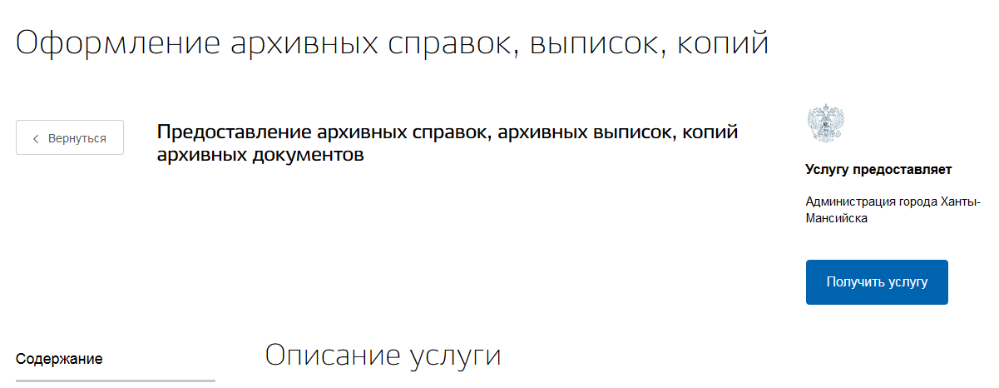 Оформление архивных справок, выписок, копий
Вернуться
Предоставление архивных справок, архивных выписок, копий
архивных документов
Услугу предоставляет
Администрация города Ханты-
Мансийска
Получить услугу
Содержание
Описание услуги